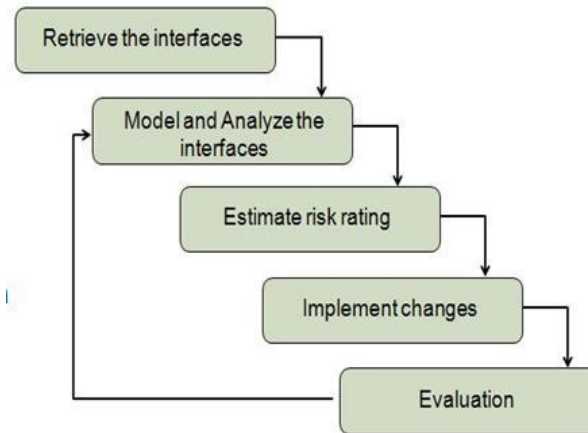 Retrieve the interfaces
Model and Analyze the
interfaces
Estimate risk rating
Implement changes
Evaluation